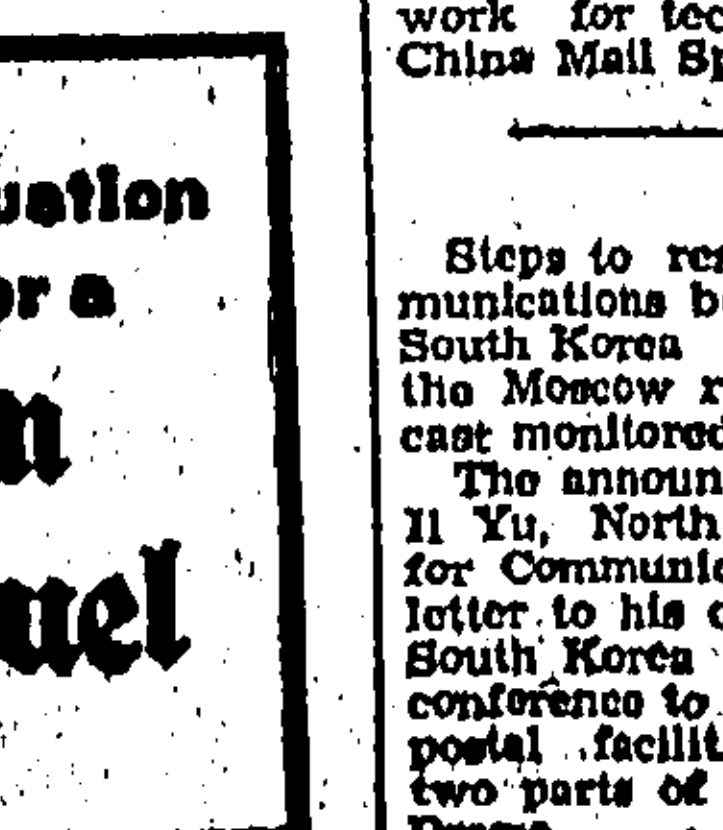 uation
or a
n
uel
work for tec
China Mail Sp
Steps to res
munications b
South Korea
the Moscow r
cast monitored
The announ
Il Yu, North
for Communic
letter to his c
South Korea
conference to
postal facilit
two parts of